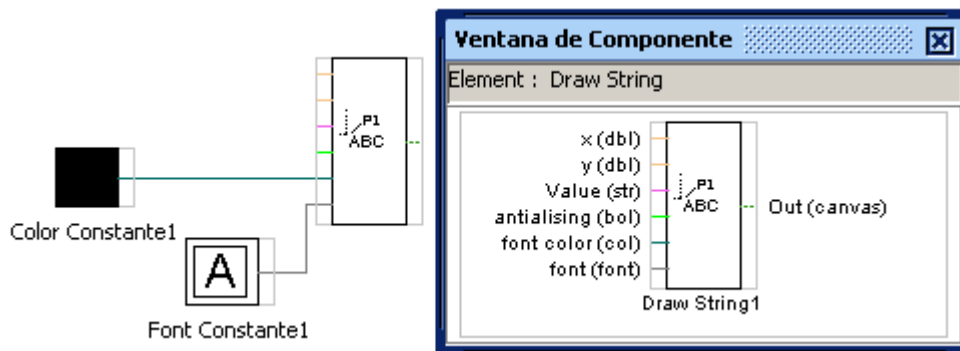 P1
ABC
Color Constante1
A
Font Constante1
Ventana de Componente
Element : Draw String
x (dbl)
y (dbl)
Value (str)
antialising (bol)
font color (col)
font (font)
P1
ABC
Out (canvas)
Draw String1